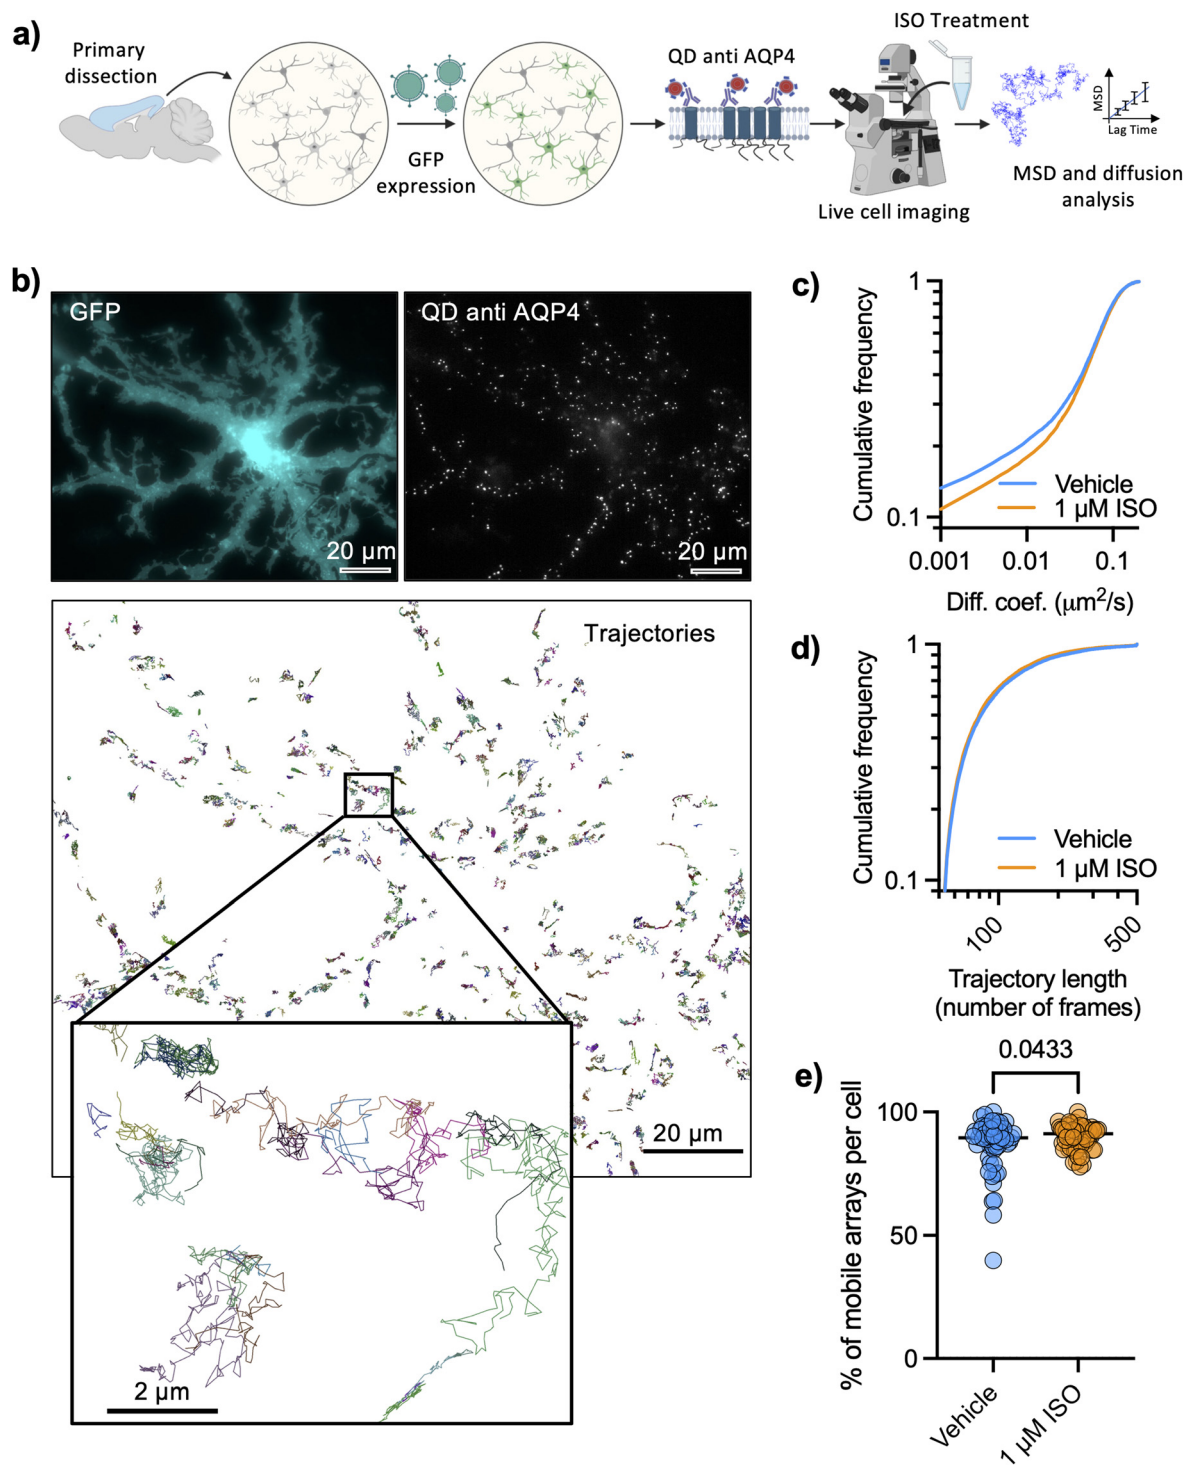 a)
Primary
dissection
GFP
expression
QD anti AQP4
ISO Treatment
Live cell imaging
MSD
Lag Time
MSD and diffusion
analysis
b)
GFP
20 µm
QD anti AQP4
20 µm
Trajectories
20 µm
2 µm
c)
Cumulative frequency
1
0.1
Vehicle
1 µM ISO
0.001
0.01
0.1
Diff. coef. (µm²/s)
d)
Cumulative frequency
1
0.1
Vehicle
1 µM ISO
100
500
Trajectory length
(number of frames)
e)
0.0433
% of mobile arrays per cell
100
50
0
Vehicle
1 µM ISO